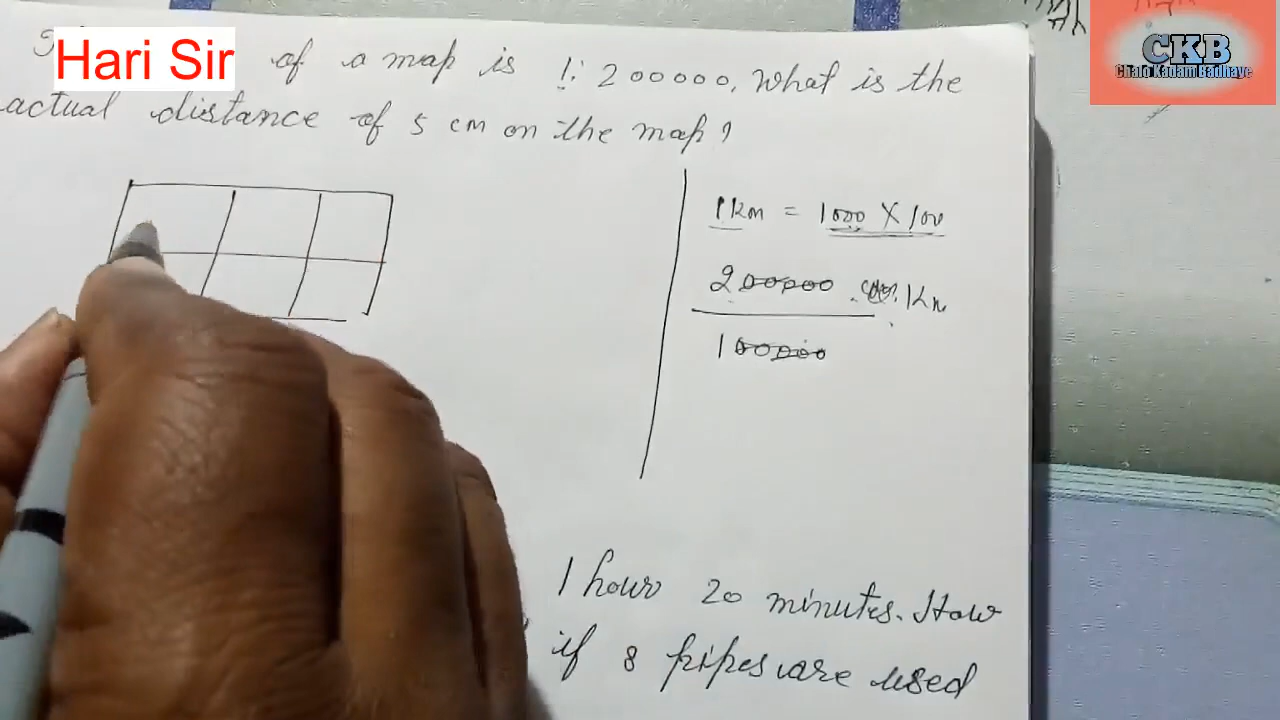 Hari Sir
of a map is 1: 200000, What is the
actual distance of 5 cm on the map?
1km = 1000 X 100
200000 Km
100000
1 hour 20 minutes. How
if 8 pipes are used
CKB
Chalo Kadam Badhaye